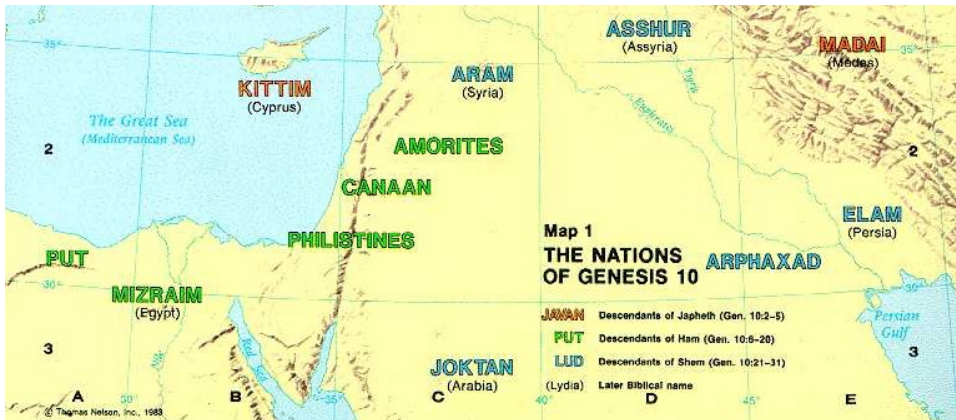 ASSHUR
(Assyria)
MADAI
(Medes)
35°
35°
KITTIM
(Cyprus)
ARAM
(Syria)
Tigris
Euphrates
The Great Sea
(Mediterranean Sea)
2
AMORITES
2
CANAAN
ELAM
(Persia)
PHILISTINES
PUT
Map 1
THE NATIONS
OF GENESIS 10
ARPHAXAD
30°
30°
MIZRAIM
(Egypt)
JAVAN Descendants of Japheth (Gen. 10:2–5)
Persian
Gulf
PUT Descendants of Ham (Gen. 10:6–20)
3
Nile
Red Sea
JOKTAN
(Arabia)
LUD Descendants of Shem (Gen. 10:21–31)
3
(Lydia) Later Biblical name
A
30
B
35°
C
40
D
45
E
© Thomas Nelson, Inc., 1983